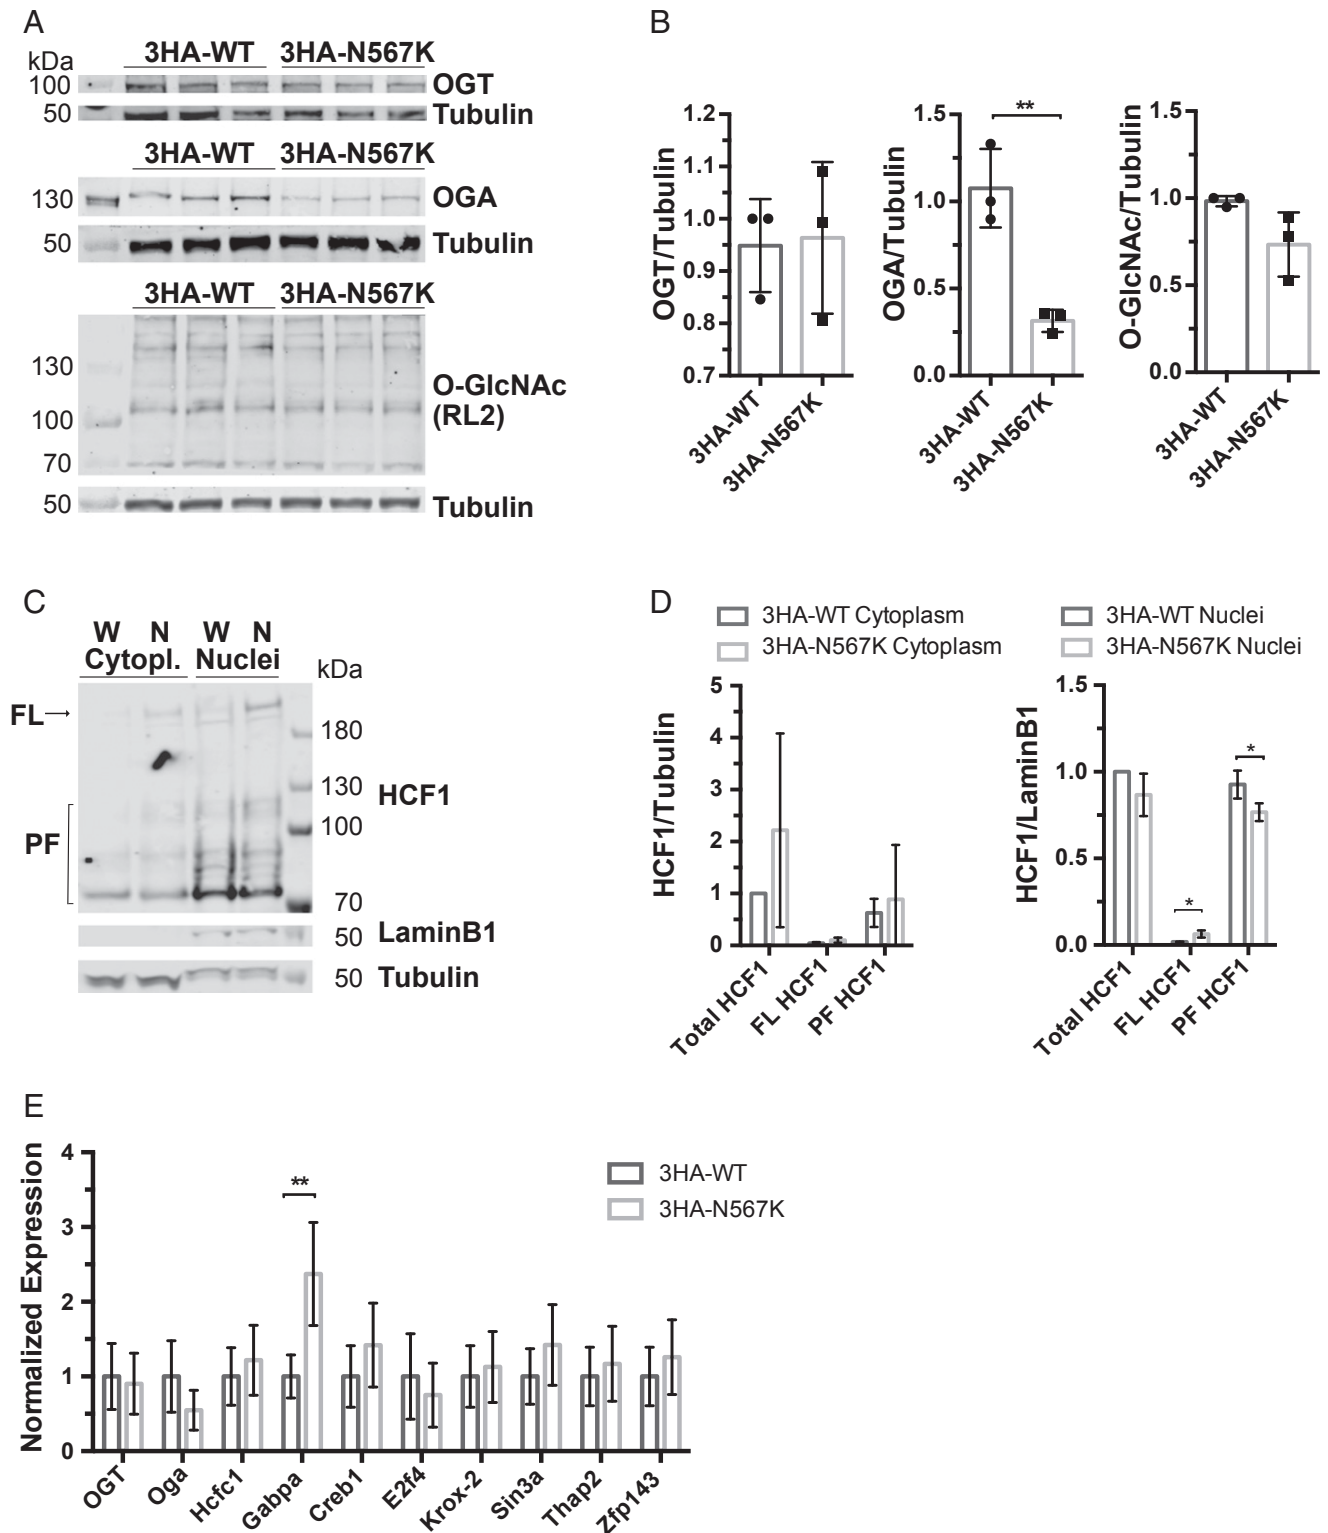 A
kDa
3HA-WT 3HA-N567K
100 OGT
50 Tubulin
3HA-WT 3HA-N567K
130 OGA
50 Tubulin
3HA-WT 3HA-N567K
130
O-GlcNAc
100 (RL2)
70
50 Tubulin
B
OGT/Tubulin
1.2
1.1
1.0
0.9
0.8
0.7
3HA-WT
3HA-N567K
OGA/Tubulin
**
1.5
1.0
0.5
0.0
3HA-WT
3HA-N567K
O-GlcNAc/Tubulin
1.5
1.0
0.5
0.0
3HA-WT
3HA-N567K
C
W N W N
Cytopl. Nuclei kDa
FL→
180
130
HCF1
100
PF
70
50 LaminB1
50 Tubulin
D
3HA-WT Cytoplasm
3HA-N567K Cytoplasm
HCF1/Tubulin
5
4
3
2
1
0
Total HCF1
FL HCF1
PF HCF1
3HA-WT Nuclei
3HA-N567K Nuclei
HCF1/LaminB1
1.5
1.0
0.5
0.0
*
*
Total HCF1
FL HCF1
PF HCF1
E
Normalized Expression
4
3
2
1
0
**
3HA-WT
3HA-N567K
OGT
Oga
Hcfc1
Gabpa
Creb1
E2f4
Krox-2
Sin3a
Thap2
Zfp143